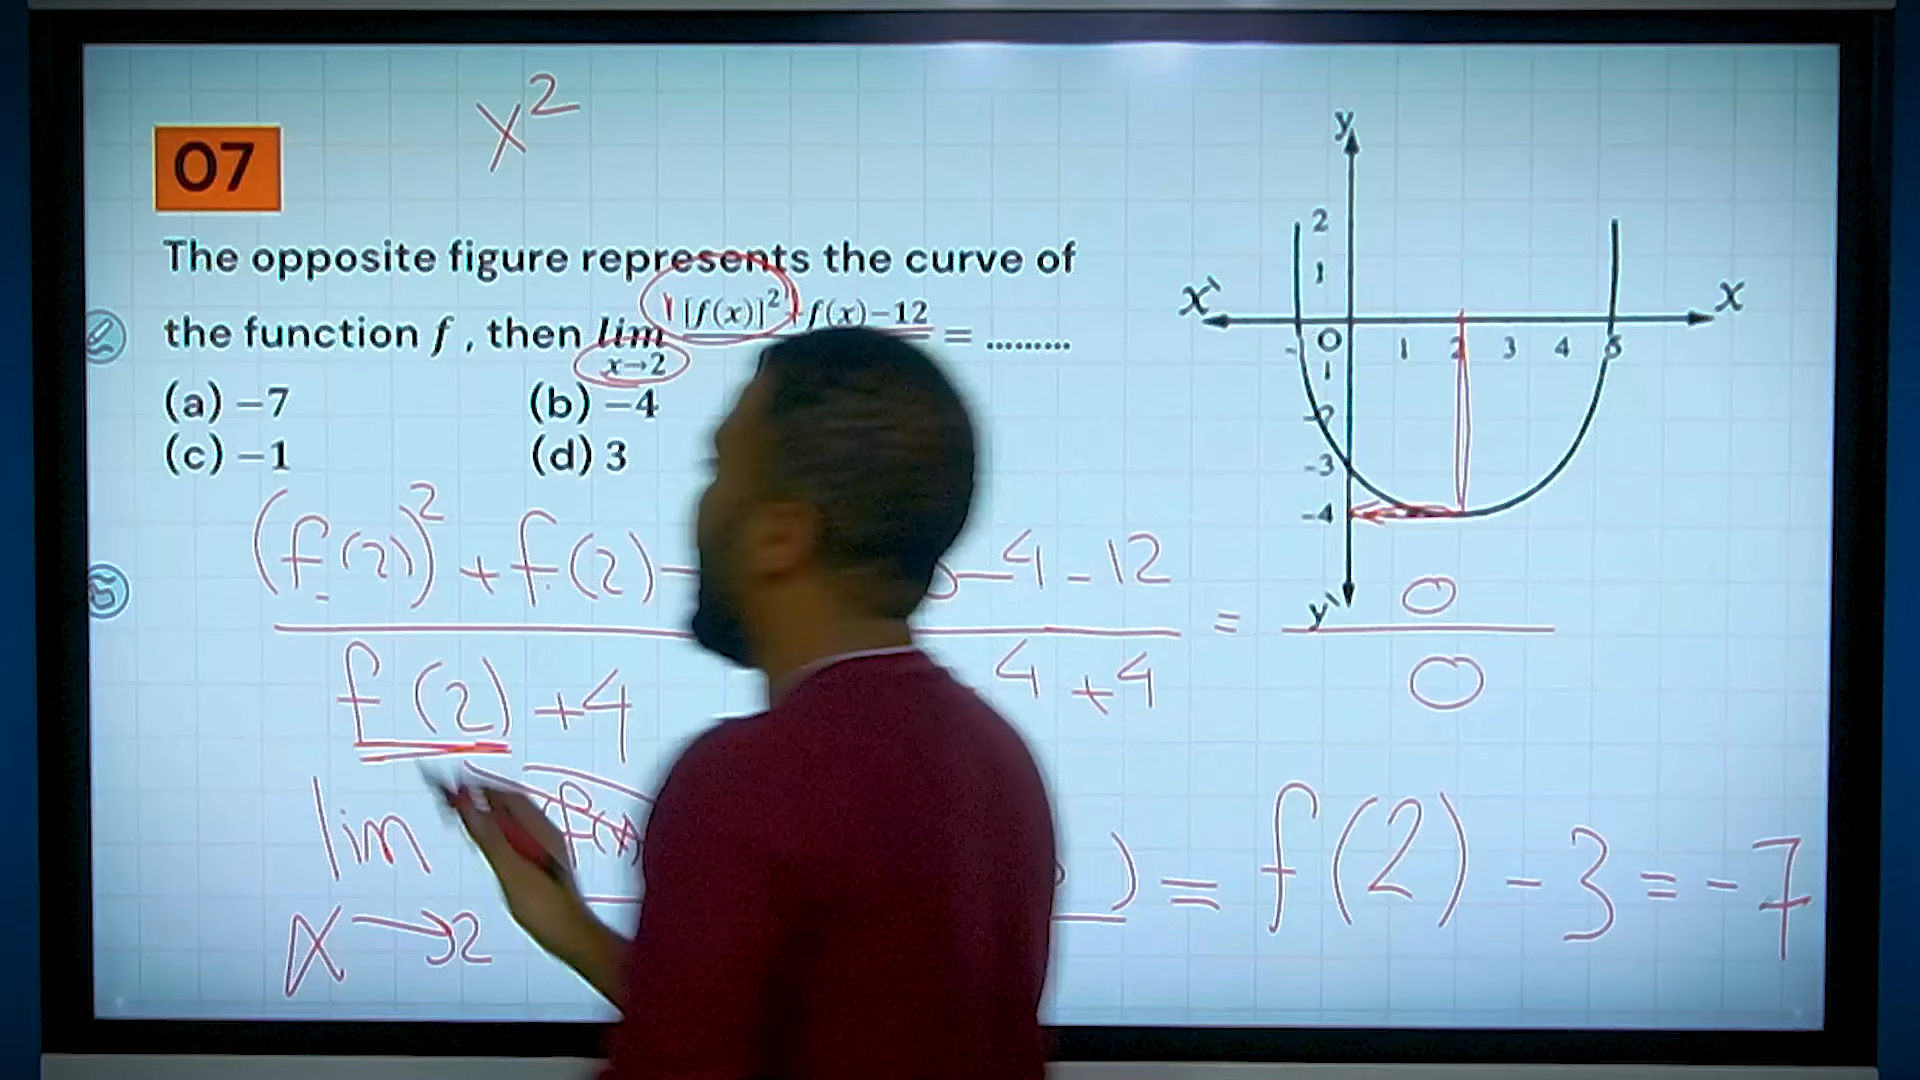 x²
07
The opposite figure represents the curve of
the function f , then lim [f(x)]² f(x)−12 = .........
x→2
(a) −7
(b) −4
(c) −1
(d) 3
y
2
1
x'
x
O
1
2
3
4
5
-
1
-2
-3
-4
y'
(f(2))² + f(2) − −4 − 12
= 0
f(2) + 4 4 + 4 0
lim f(x) ) = f(2) − 3 = −7
x → 2